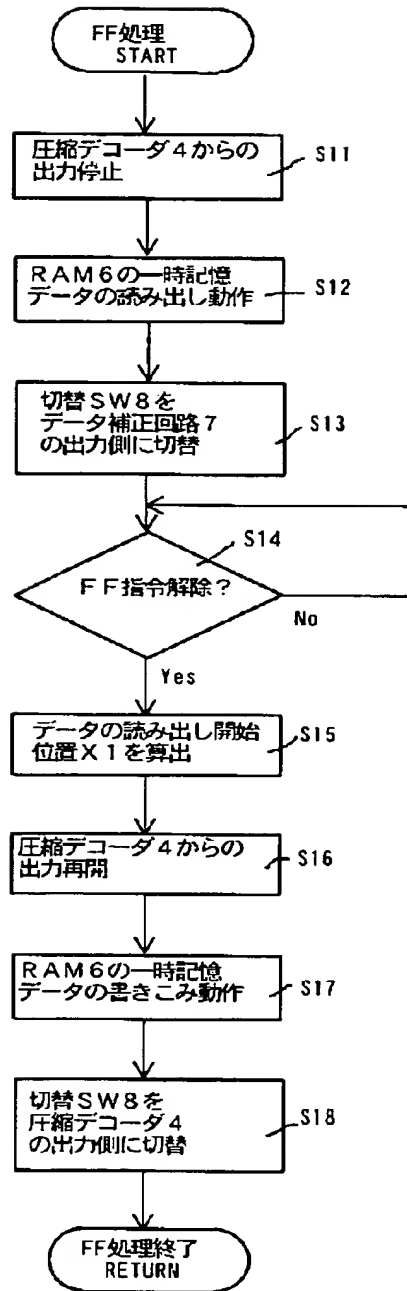 FF処理
START
圧縮デコーダ4からの
出力停止
S11
RAM6の一時記憶
データの読み出し動作
S12
切替SW8を
データ補正回路7
の出力側に切替
S13
S14
FF指令解除?
No
Yes
データの読み出し開始
位置X1を算出
S15
圧縮デコーダ4からの
出力再開
S16
RAM6の一時記憶
データの書きこみ動作
S17
切替SW8を
圧縮デコーダ4
の出力側に切替
S18
FF処理終了
RETURN